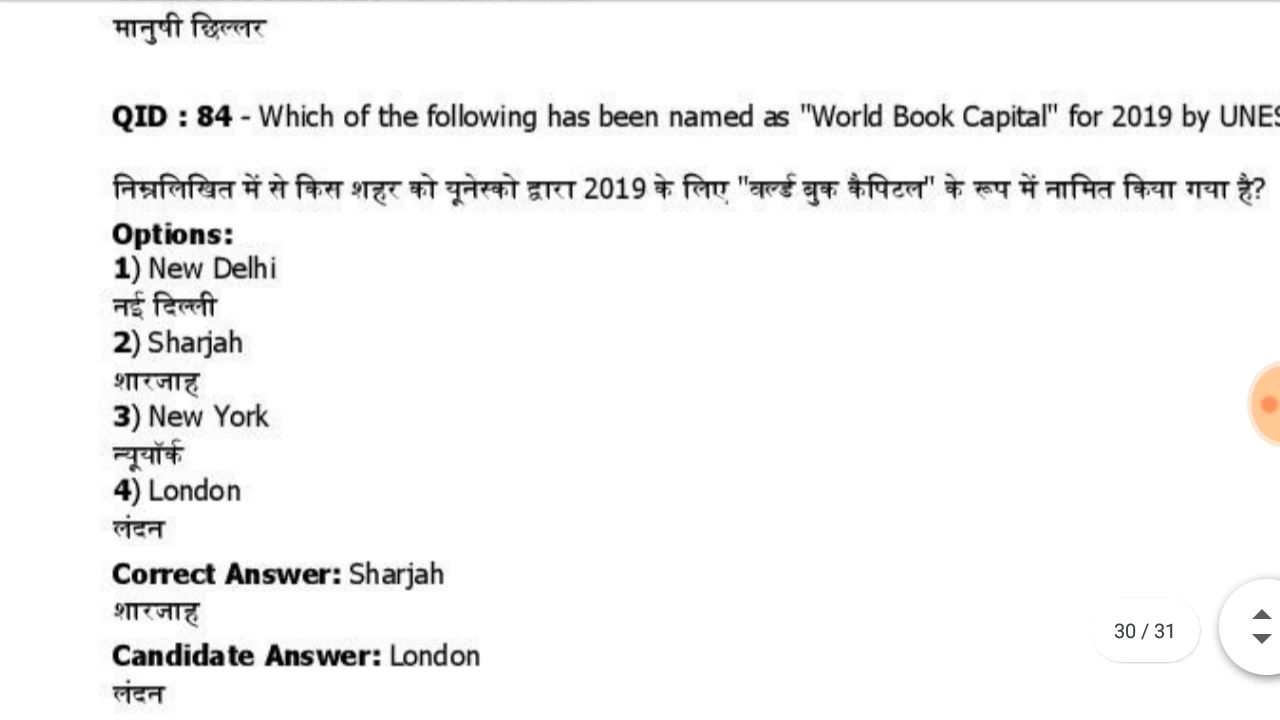 मानुषी छिल्लर
QID : 84 - Which of the following has been named as "World Book Capital" for 2019 by UNES
निम्नलिखित में से किस शहर को यूनेस्को द्वारा 2019 के लिए "वर्ल्ड बुक कैपिटल" के रूप में नामित किया गया है?
Options:
1) New Delhi
नई दिल्ली
2) Sharjah
शारजाह
3) New York
न्यूयॉर्क
4) London
लंदन
Correct Answer: Sharjah
शारजाह
Candidate Answer: London
लंदन
30 / 31